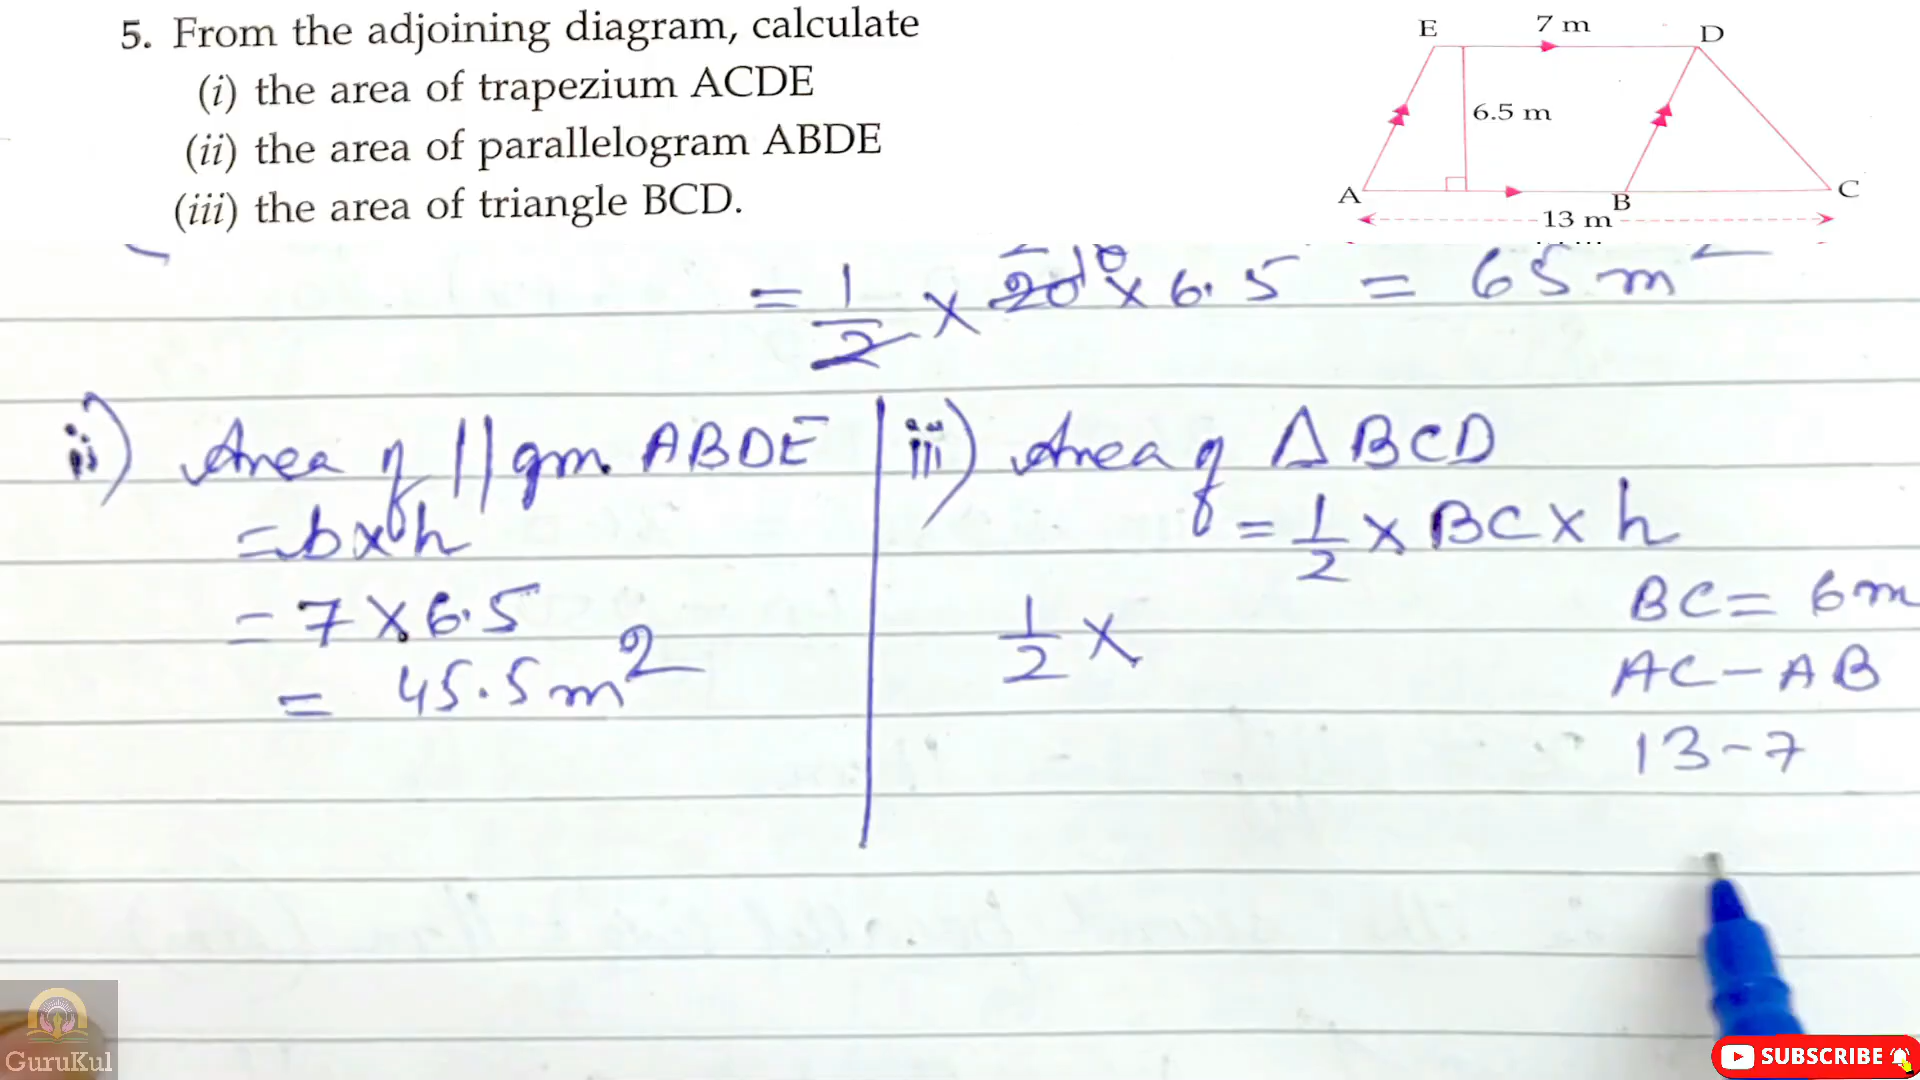 5. From the adjoining diagram, calculate
(i) the area of trapezium ACDE
(ii) the area of parallelogram ABDE
(iii) the area of triangle BCD.
E 7 m D
6.5 m
A B C
13 m
= 1/2 × 20 10 × 6.5 = 65 m²
ii) Area of ||gm ABDE
= b×h
= 7 × 6.5
= 45.5 m²
iii) Area of Δ BCD
= 1/2 × BC × h
1/2 ×
BC = 6m
AC - AB
13 - 7
GuruKul
SUBSCRIBE